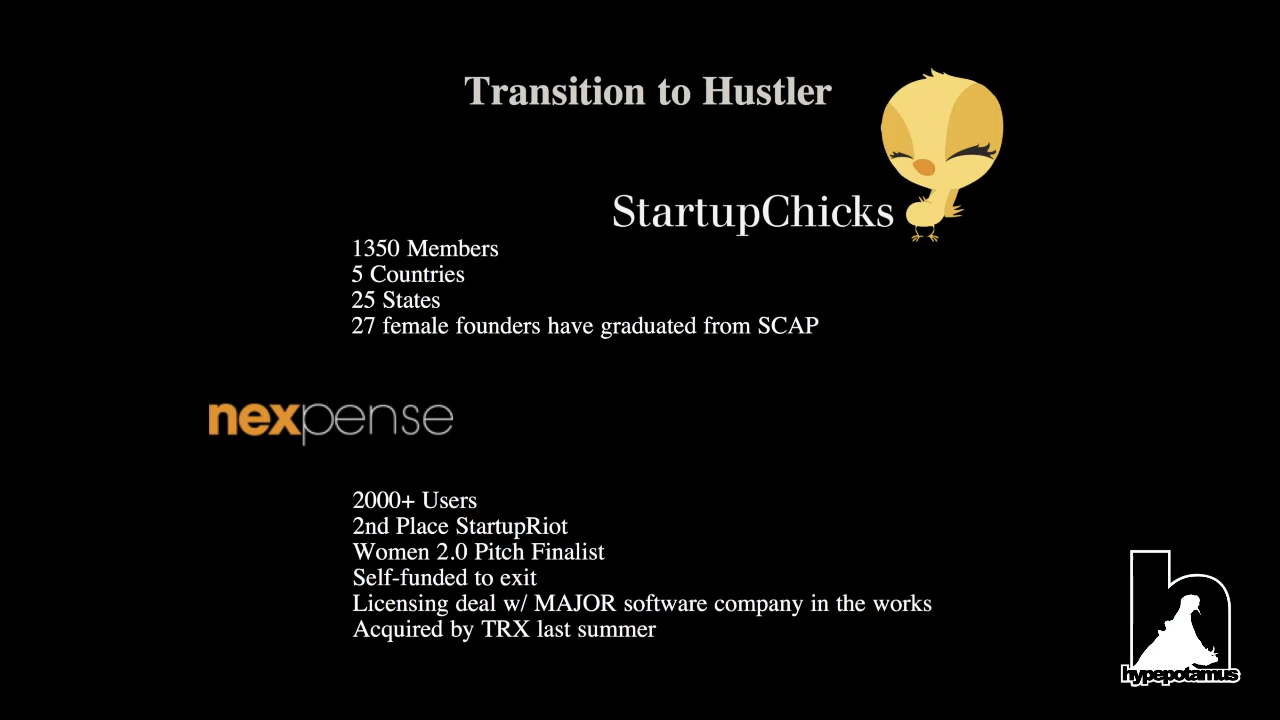 Transition to Hustler
StartupChicks
1350 Members
5 Countries
25 States
27 female founders have graduated from SCAP
nexpense
2000+ Users
2nd Place StartupRiot
Women 2.0 Pitch Finalist
Self-funded to exit
Licensing deal w/ MAJOR software company in the works
Acquired by TRX last summer
h
hypepotamus